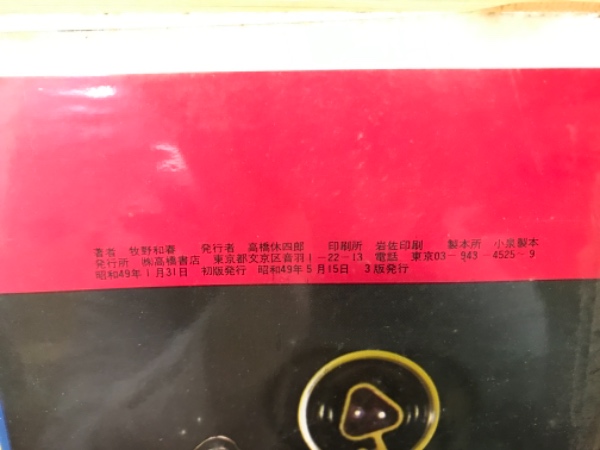 著者 牧野和春 発行者 高橋休四郎 印刷所 岩佐印刷 製本所 小泉製本
発行所 ㈱高橋書店 東京都文京区音羽1-22-13 電話 東京03-943-4525~9
昭和49年1月31日 初版発行 昭和49年5月15日 3版発行